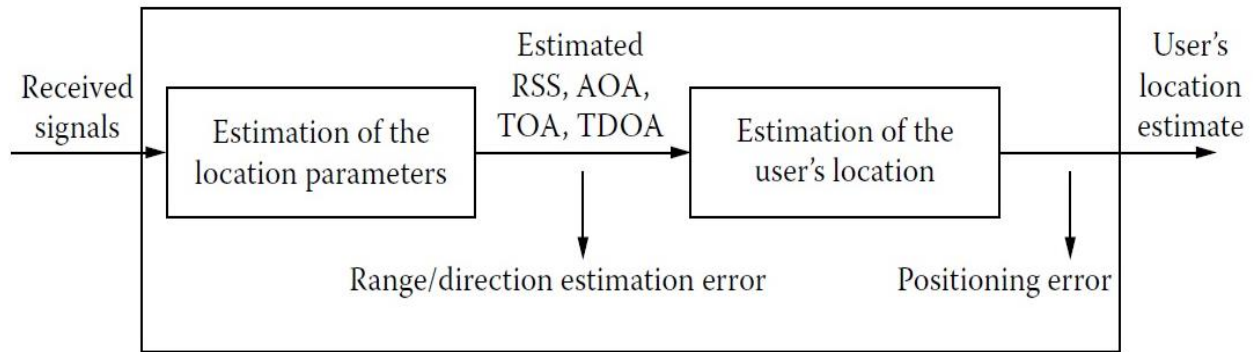 Received
signals
Estimation of the
location parameters
Estimated
RSS, AOA,
TOA, TDOA
Range/direction estimation error
Estimation of the
user’s location
Positioning error
User’s
location
estimate